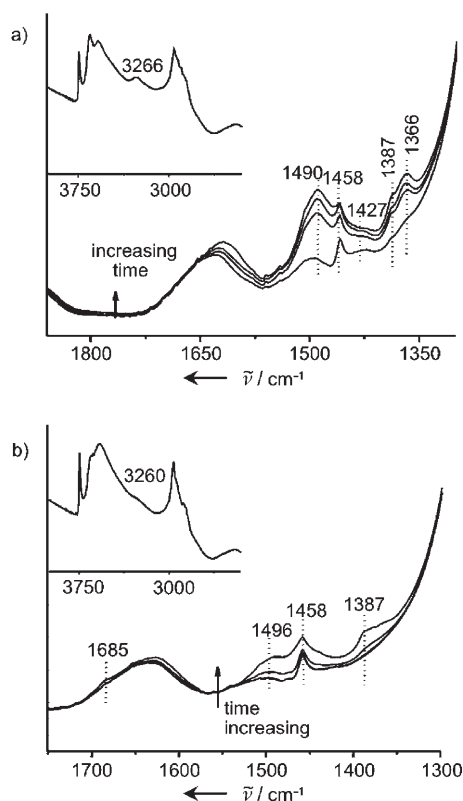 a)
3266
3750 3000
increasing
time
1490
1458
1427
1387
1366
1800 1650 1500 1350
ν̃ / cm⁻¹
b)
3260
3750 3000
1685
1496
1458
1387
time
increasing
1700 1600 1500 1400 1300
ν̃ / cm⁻¹